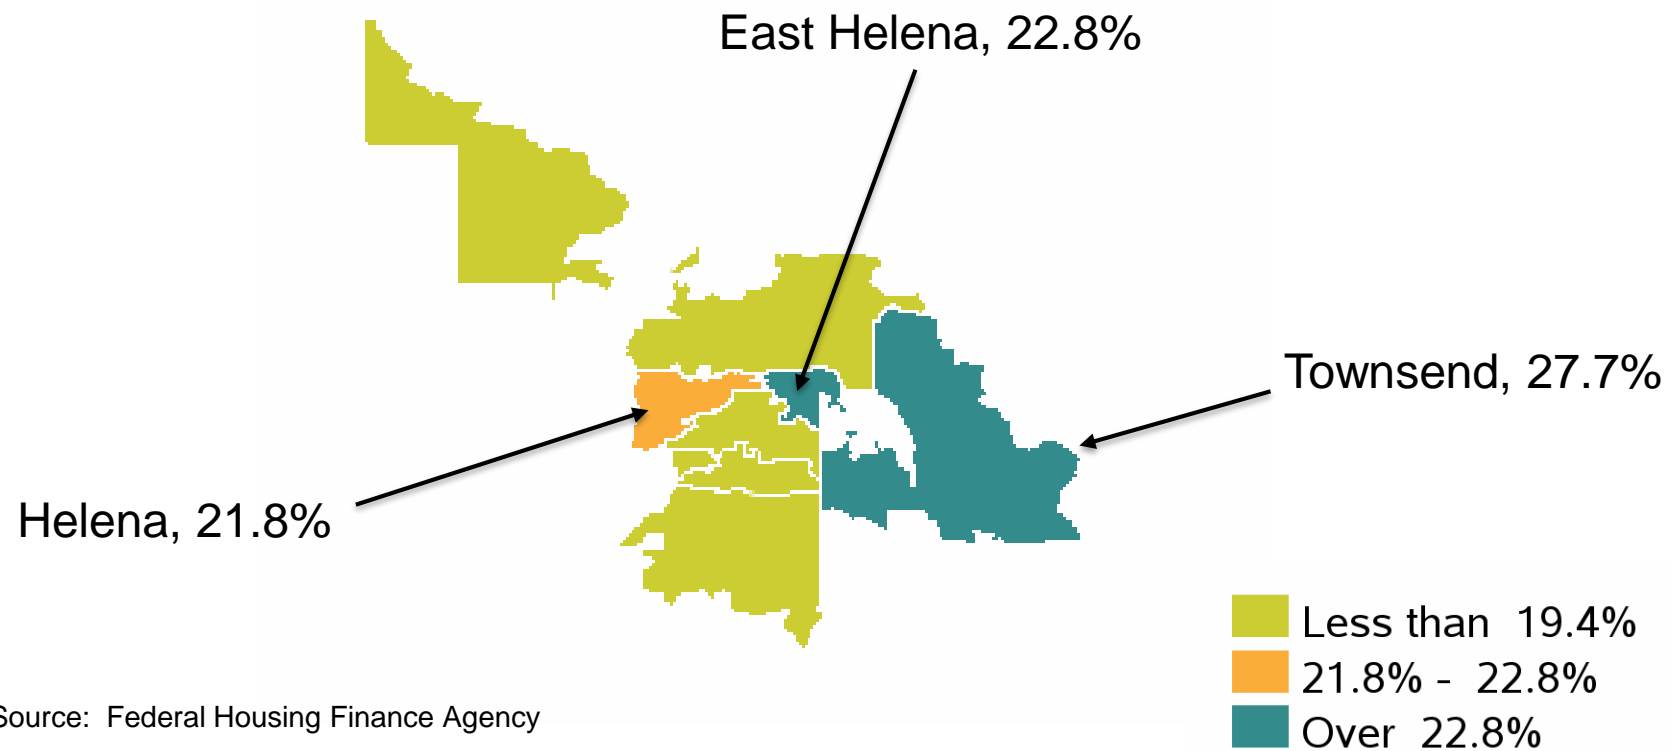 East Helena, 22.8%
Townsend, 27.7%
Helena, 21.8%
Less than 19.4%
21.8% - 22.8%
Over 22.8%
Source: Federal Housing Finance Agency